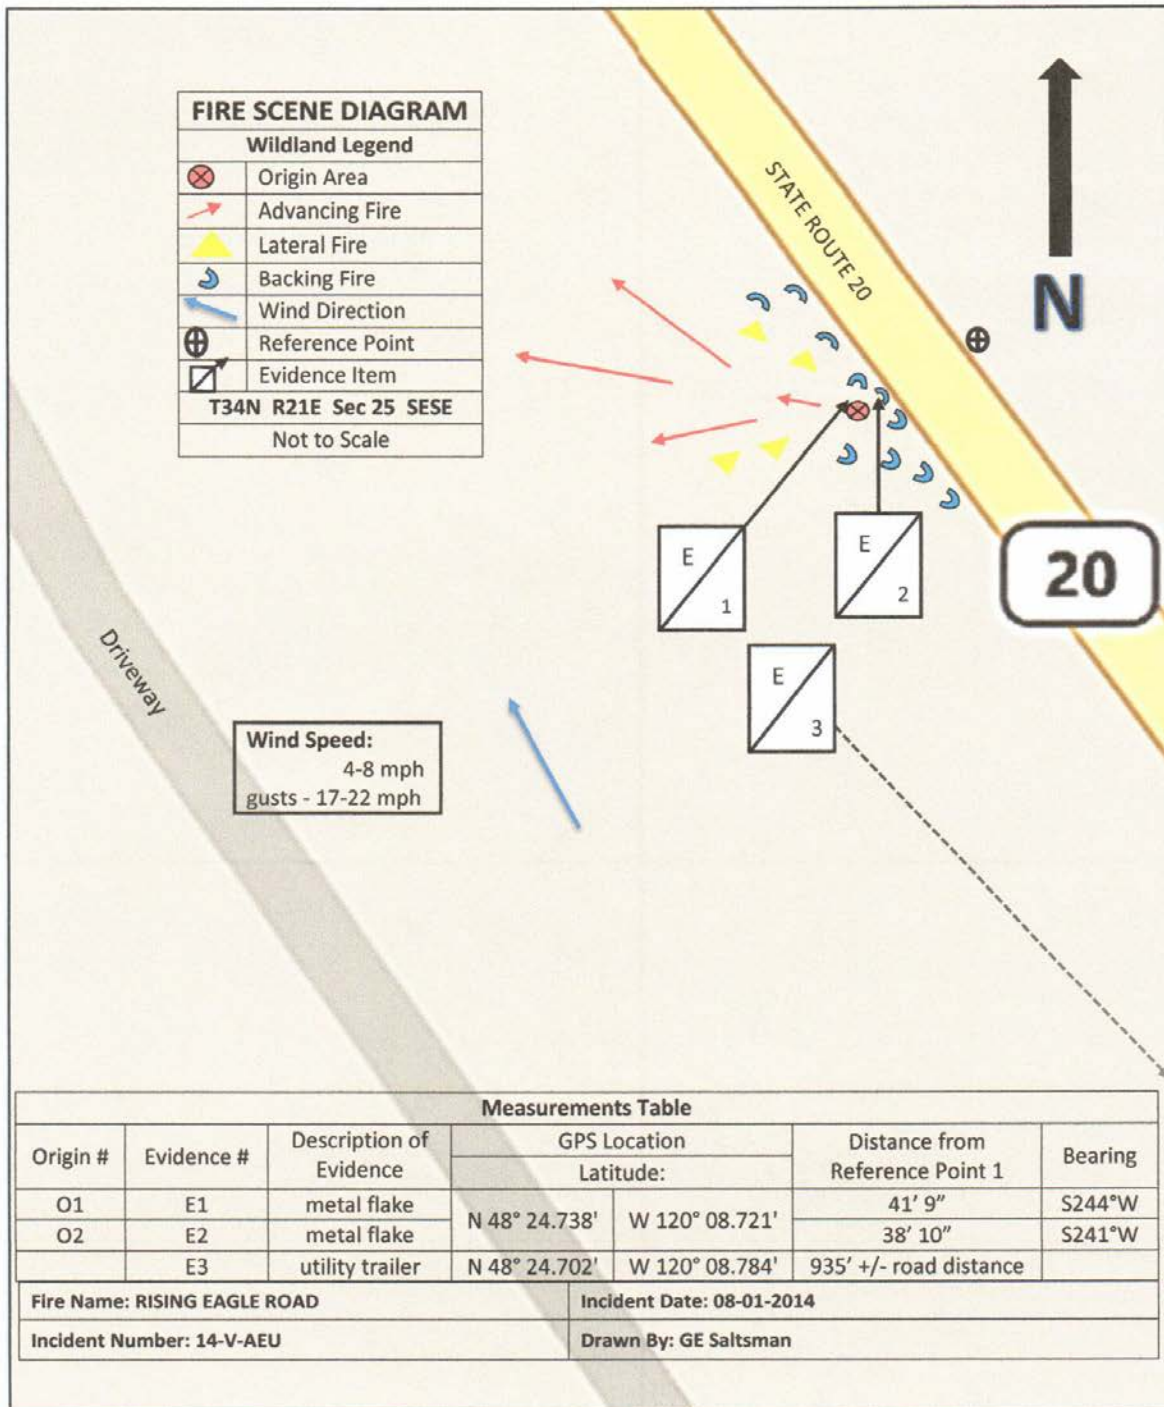 FIRE SCENE DIAGRAM
Wildland Legend
Origin Area
Advancing Fire
Lateral Fire
Backing Fire
Wind Direction
Reference Point
Evidence Item
T34N R21E Sec 25 SESE
Not to Scale
STATE ROUTE 20
N
20
E
1
E
2
E
3
Driveway
Wind Speed:
4-8 mph
gusts - 17-22 mph
Measurements Table
Origin # Evidence # Description of Evidence GPS Location Latitude: Distance from Reference Point 1 Bearing
O1 E1 metal flake N 48° 24.738' W 120° 08.721' 41' 9" S244°W
O2 E2 metal flake 38' 10" S241°W
E3 utility trailer N 48° 24.702' W 120° 08.784' 935' +/- road distance
Fire Name: RISING EAGLE ROAD Incident Date: 08-01-2014
Incident Number: 14-V-AEU Drawn By: GE Saltsman